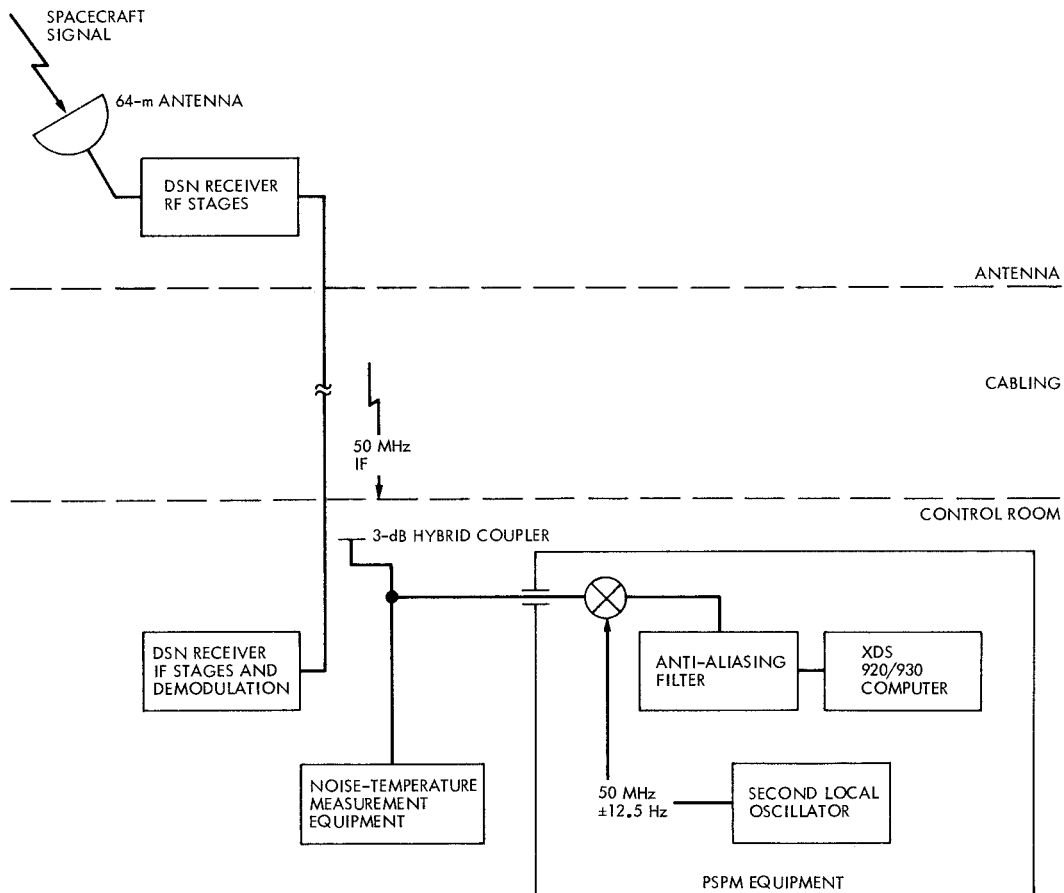 SPACECRAFT
SIGNAL
64-m ANTENNA
DSN RECEIVER
RF STAGES
ANTENNA
CABLING
50 MHz
IF
CONTROL ROOM
3-dB HYBRID COUPLER
DSN RECEIVER
IF STAGES AND
DEMODULATION
ANTI-ALIASING
FILTER
XDS
920/930
COMPUTER
NOISE-TEMPERATURE
MEASUREMENT
EQUIPMENT
50 MHz
±12.5 Hz
SECOND LOCAL
OSCILLATOR
PSPM EQUIPMENT